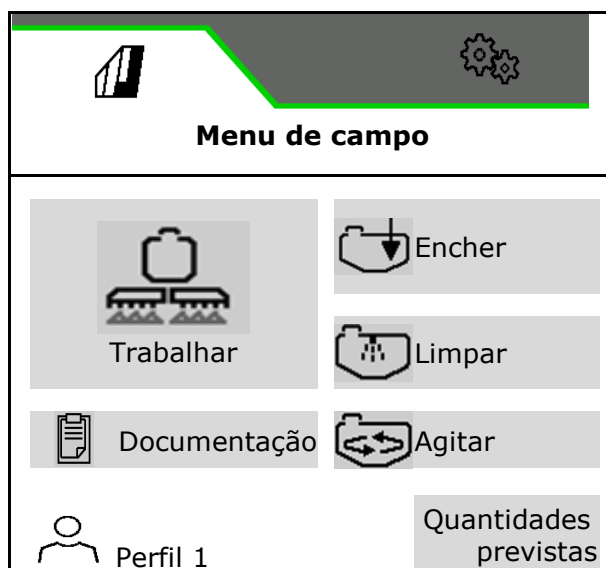 Menu de campo
Trabalhar
Encher
Limpar
Documentação
Agitar
Perfil 1
Quantidades
previstas